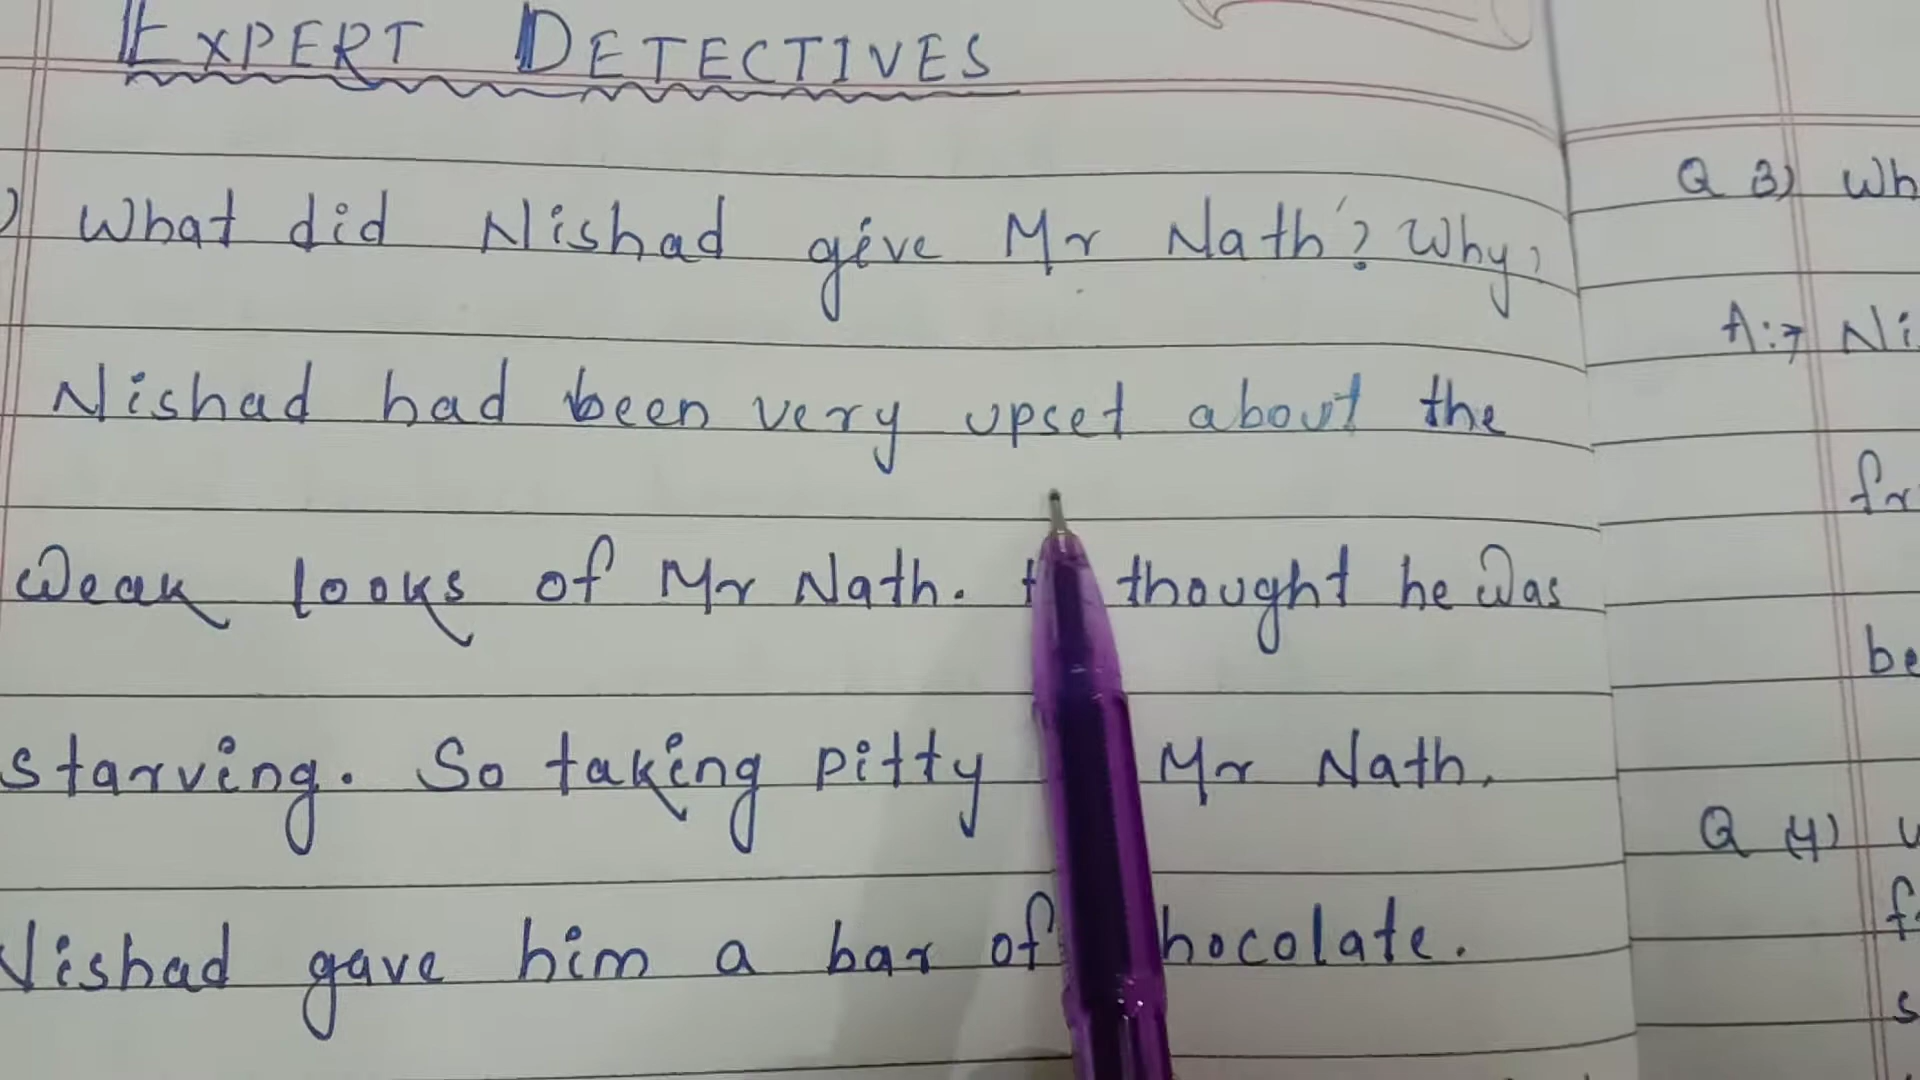 EXPERT DETECTIVES
) What did Nishad give Mr Nath? Why?
Nishad had been very upset about the
Weak looks of Mr Nath. thought he was
starving. So taking pitty Mr Nath.
Nishad gave him a bar of hocolate.
Q 3) Wh
A:→ Ni
fr
be
Q (4)
f
s